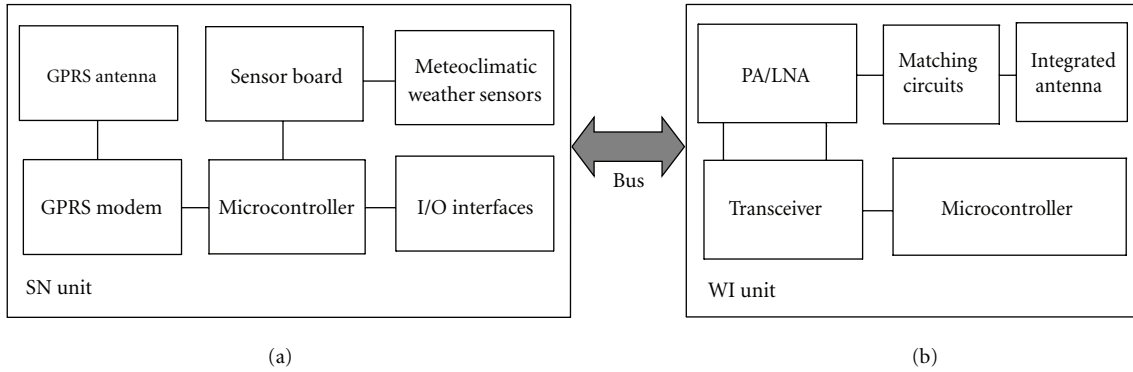 GPRS antenna
Sensor board
Meteoclimatic
weather sensors
GPRS modem
Microcontroller
I/O interfaces
SN unit
Bus
PA/LNA
Matching
circuits
Integrated
antenna
Transceiver
Microcontroller
WI unit
(a)
(b)